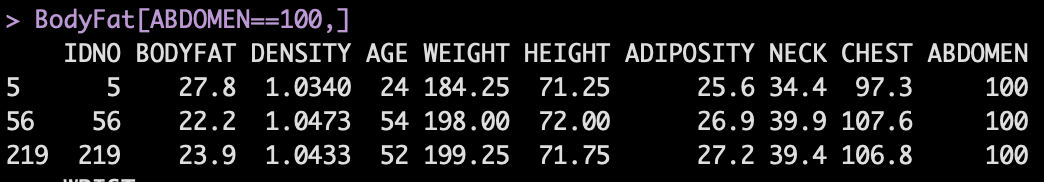 > BodyFat[ABDOMEN==100,]
IDNO BODYFAT DENSITY AGE WEIGHT HEIGHT ADIPOSITY NECK CHEST ABDOMEN
5 5 27.8 1.0340 24 184.25 71.25 25.6 34.4 97.3 100
56 56 22.2 1.0473 54 198.00 72.00 26.9 39.9 107.6 100
219 219 23.9 1.0433 52 199.25 71.75 27.2 39.4 106.8 100
WRIST